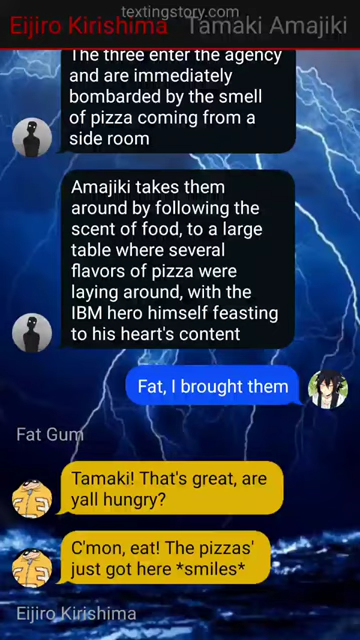 textingstory.com
Eijiro Kirishima Tamaki Amajiki
The three enter the agency
and are immediately
bombarded by the smell
of pizza coming from a
side room
Amajiki takes them
around by following the
scent of food, to a large
table where several
flavors of pizza were
laying around, with the
IBM hero himself feasting
to his heart's content
Fat, I brought them
Fat Gum
Tamaki! That's great, are
yall hungry?
C'mon, eat! The pizzas'
just got here *smiles*
Eijiro Kirishima